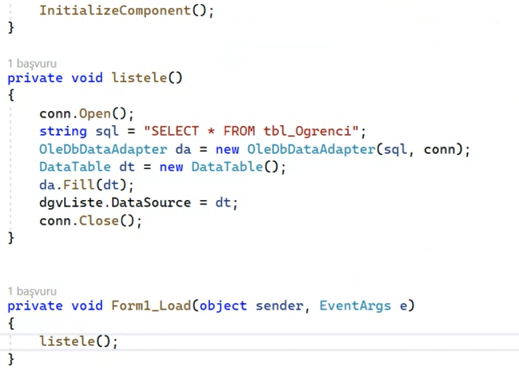 InitializeComponent();
}
1 başvuru
private void listele()
{
conn.Open();
string sql = "SELECT * FROM tbl_Ogrenci";
OleDbDataAdapter da = new OleDbDataAdapter(sql, conn);
DataTable dt = new DataTable();
da.Fill(dt);
dgvListe.DataSource = dt;
conn.Close();
}
1 başvuru
private void Form1_Load(object sender, EventArgs e)
{
listele();
}